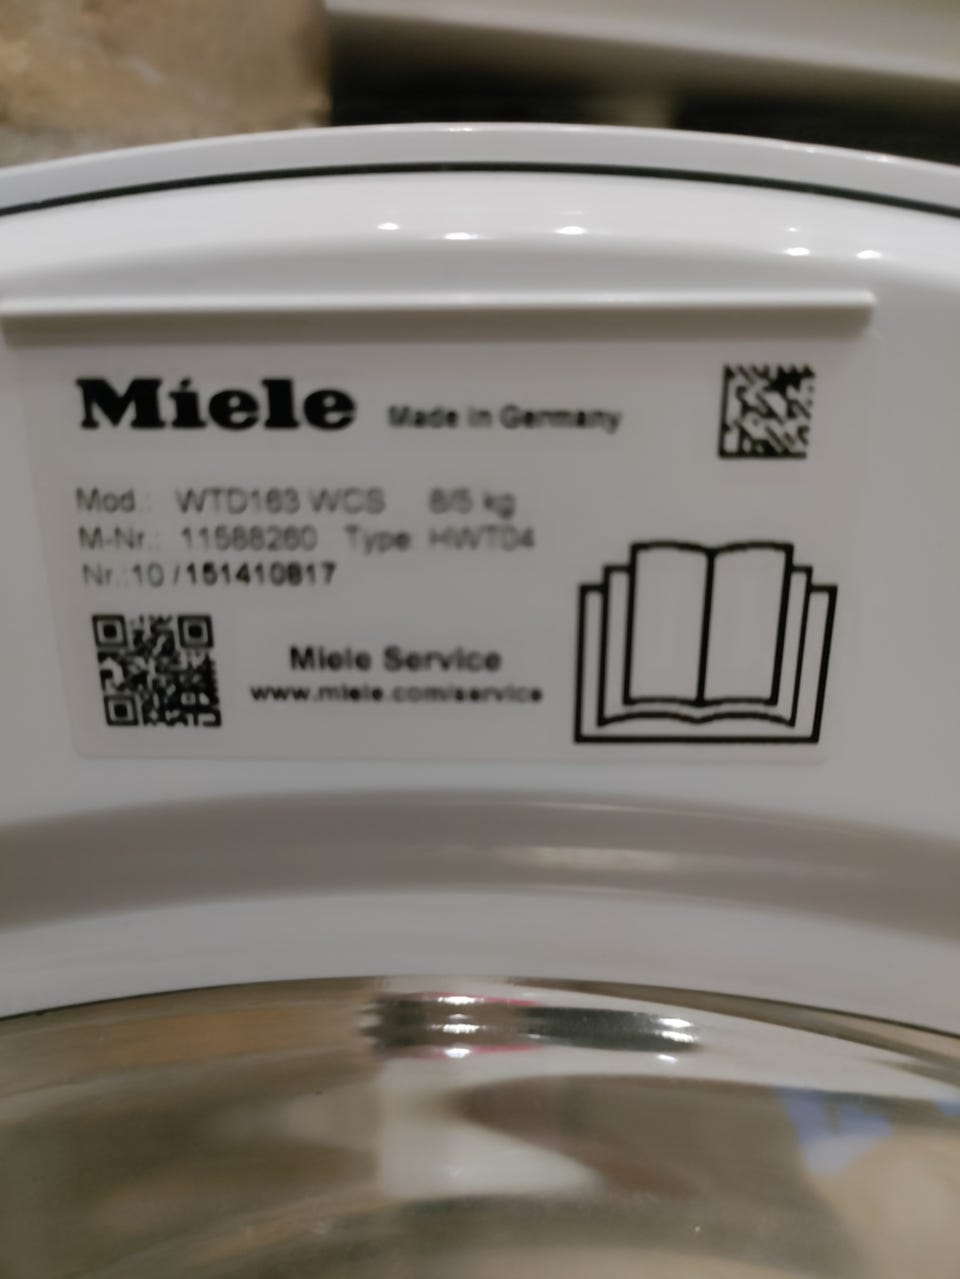 Miele Made in Germany
Mod.: WTD163 WCS 8/5 kg
M-Nr.: 11588260 Type: HWT04
Nr.:10 /151410817
Miele Service
www.miele.com/service